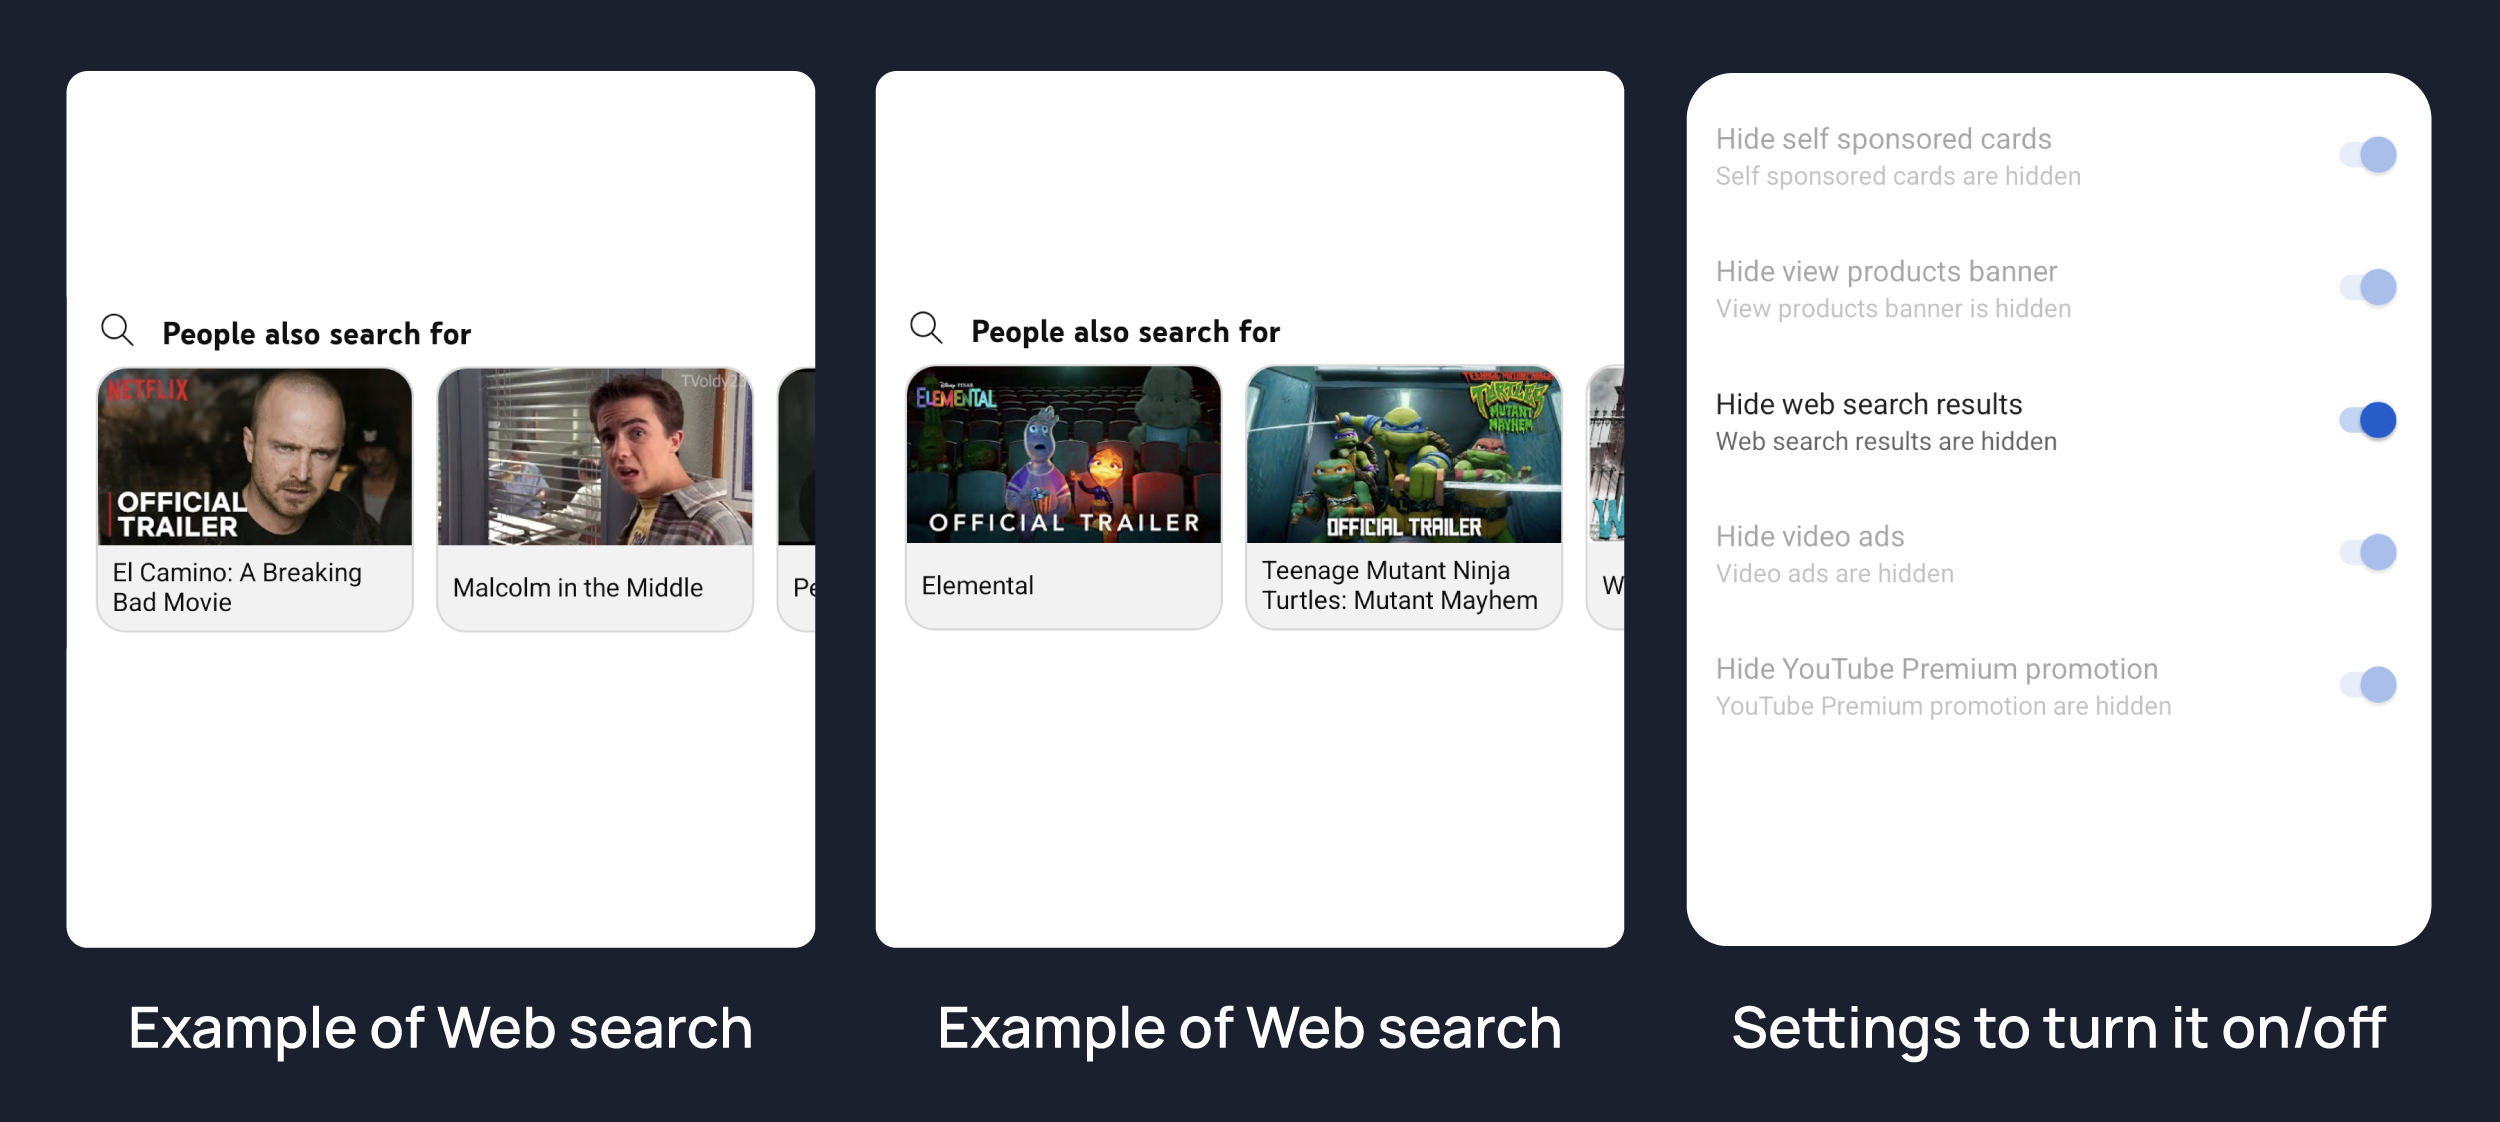 People also search for
NETFLIX
OFFICIAL
TRAILER
El Camino: A Breaking
Bad Movie
Malcolm in the Middle
Pe
Example of Web search
People also search for
Disney PIXAR
ELEMENTAL
OFFICIAL TRAILER
Elemental
TEENAGE MUTANT NINJA
TURTLES
MUTANT
MAYHEM
OFFICIAL TRAILER
Teenage Mutant Ninja
Turtles: Mutant Mayhem
W
W
Example of Web search
Hide self sponsored cards
Self sponsored cards are hidden
Hide view products banner
View products banner is hidden
Hide web search results
Web search results are hidden
Hide video ads
Video ads are hidden
Hide YouTube Premium promotion
YouTube Premium promotion are hidden
Settings to turn it on/off